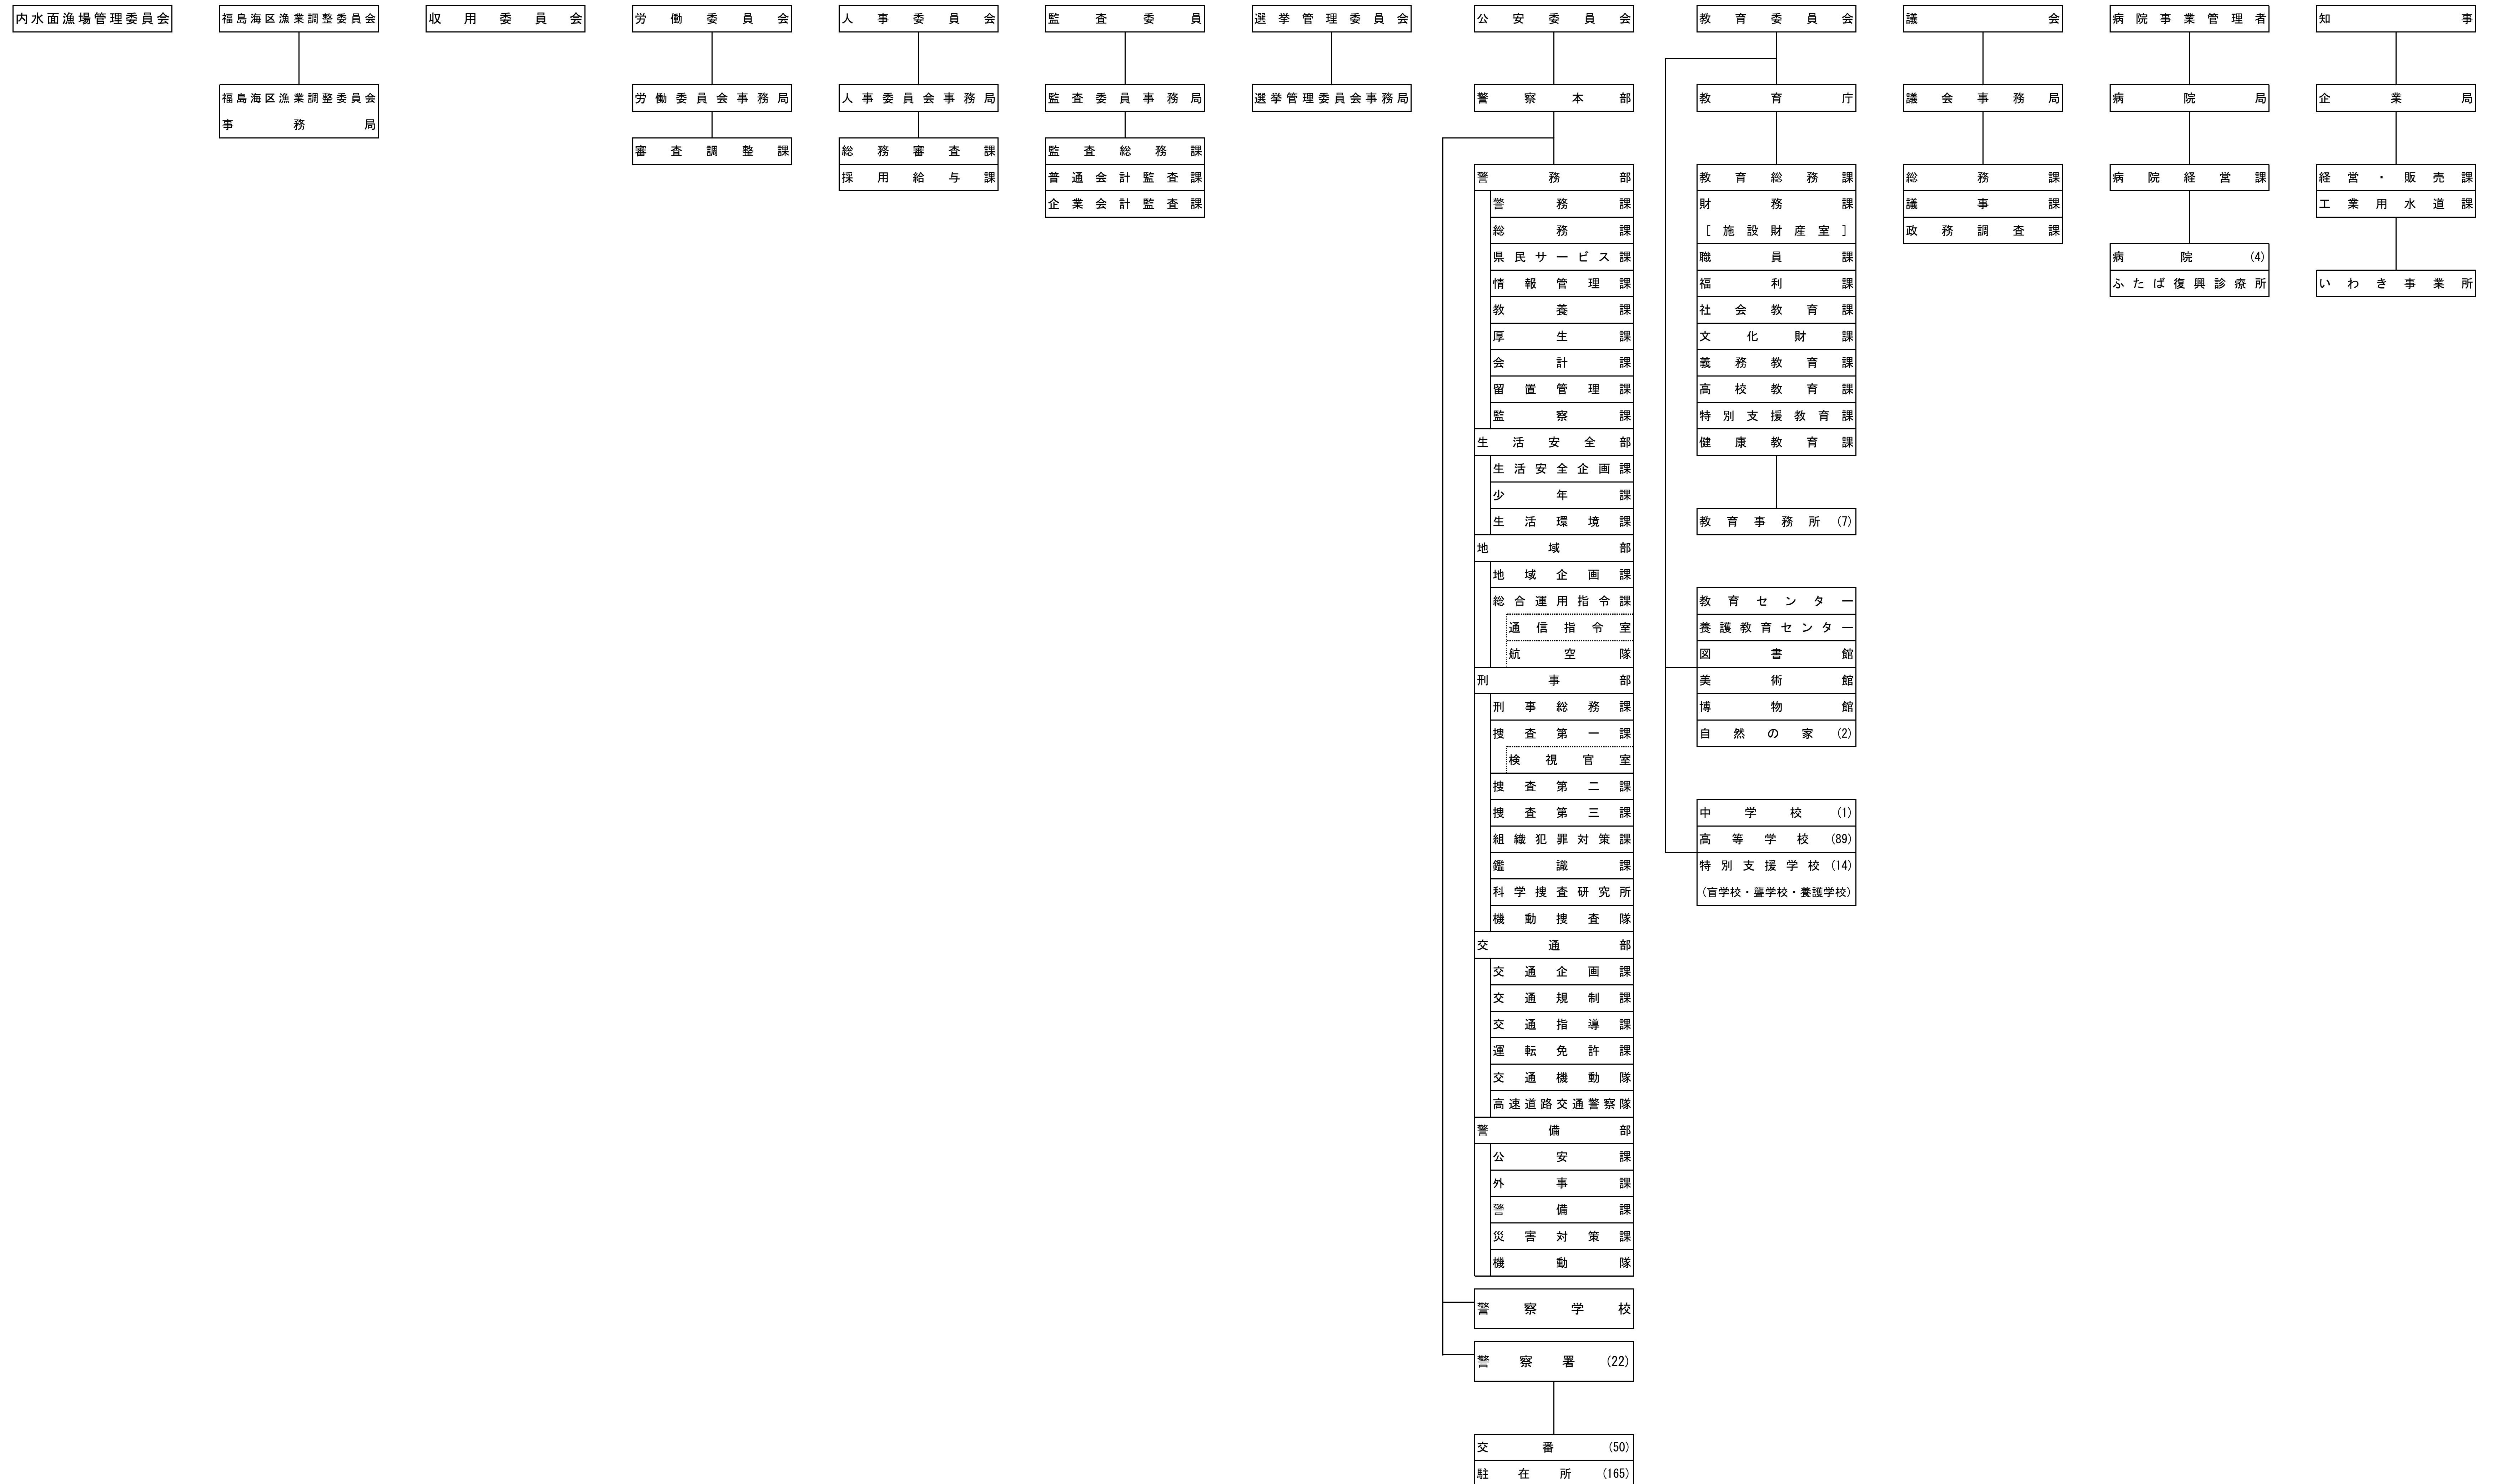 内水面漁場管理委員会
福島海区漁業調整委員会
福島海区漁業調整委員会
事務局
収用委員会
労働委員会
労働委員会事務局
審査調整課
人事委員会
人事委員会事務局
総務審査課
採用給与課
監査委員
監査委員事務局
監査総務課
普通会計監査課
企業会計監査課
選挙管理委員会
選挙管理委員会事務局
公安委員会
警察本部
警務部
警務課
総務課
県民サービス課
情報管理課
教養課
厚生課
会計課
留置管理課
監察課
生活安全部
生活安全企画課
少年課
生活環境課
地域部
地域企画課
総合運用指令課
通信指令室
航空隊
刑事部
刑事総務課
捜査第一課
検視官室
捜査第二課
捜査第三課
組織犯罪対策課
鑑識課
科学捜査研究所
機動捜査隊
交通部
交通企画課
交通規制課
交通指導課
運転免許課
交通機動隊
高速道路交通警察隊
警備部
公安課
外事課
警備課
災害対策課
機動隊
警察学校
警察署(22)
交番(50)
駐在所(165)
教育委員会
教育庁
教育総務課
財務課
[施設財産室]
職員課
福利課
社会教育課
文化財課
義務教育課
高校教育課
特別支援教育課
健康教育課
教育事務所(7)
教育センター
養護教育センター
図書館
美術館
博物館
自然の家(2)
中学校(1)
高等学校(89)
特別支援学校(14)
(盲学校・聾学校・養護学校)
議会
議会事務局
総務課
議事課
政務調査課
病院事業管理者
病院局
病院経営課
病院(4)
ふたば復興診療所
知事
企業局
経営・販売課
工業用水道課
いわき事業所